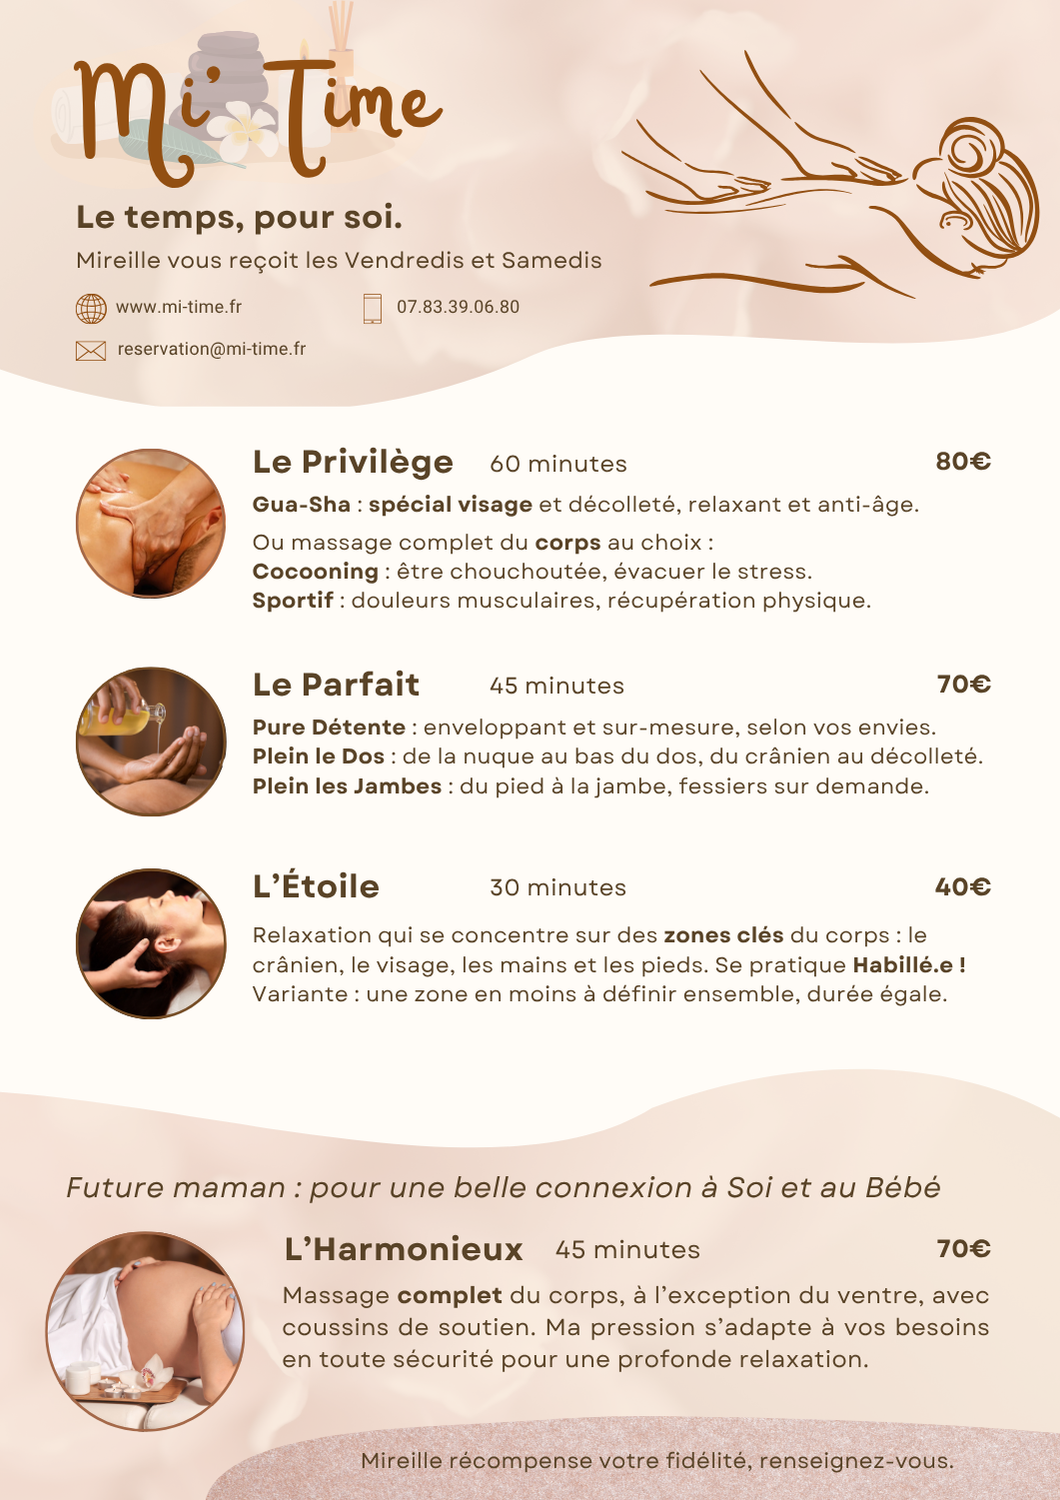 Mi' Time
Le temps, pour soi.
Mireille vous reçoit les Vendredis et Samedis
www.mi-time.fr
07.83.39.06.80
reservation@mi-time.fr
Le Privilège 60 minutes 80€
Gua-Sha : spécial visage et décolleté, relaxant et anti-âge.
Ou massage complet du corps au choix :
Cocooning : être chouchoutée, évacuer le stress.
Sportif : douleurs musculaires, récupération physique.
Le Parfait 45 minutes 70€
Pure Détente : enveloppant et sur-mesure, selon vos envies.
Plein le Dos : de la nuque au bas du dos, du crânien au décolleté.
Plein les Jambes : du pied à la jambe, fessiers sur demande.
L'Étoile 30 minutes 40€
Relaxation qui se concentre sur des zones clés du corps : le
crânien, le visage, les mains et les pieds. Se pratique Habillé.e !
Variante : une zone en moins à définir ensemble, durée égale.
Future maman : pour une belle connexion à Soi et au Bébé
L'Harmonieux 45 minutes 70€
Massage complet du corps, à l'exception du ventre, avec
coussins de soutien. Ma pression s'adapte à vos besoins
en toute sécurité pour une profonde relaxation.
Mireille récompense votre fidélité, renseignez-vous.